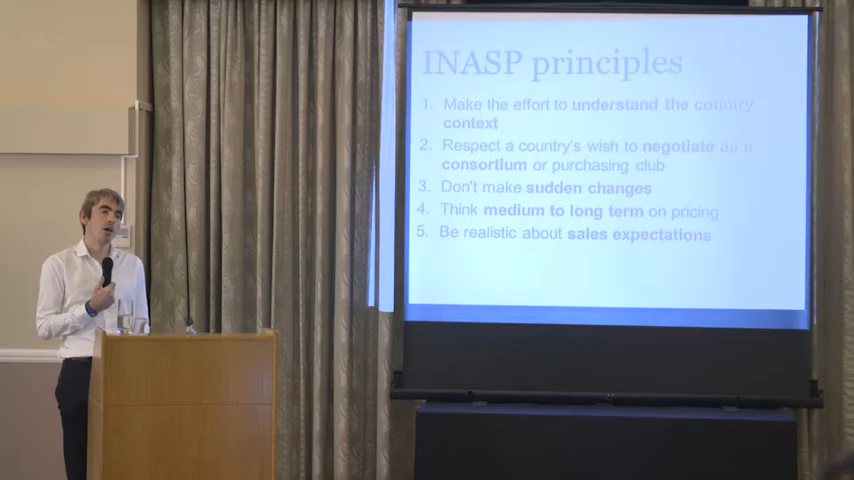 INASP principles
1. Make the effort to understand the country
context
2. Respect a country's wish to negotiate as a
consortium or purchasing club
3. Don't make sudden changes
4. Think medium to long term on pricing
5. Be realistic about sales expectations